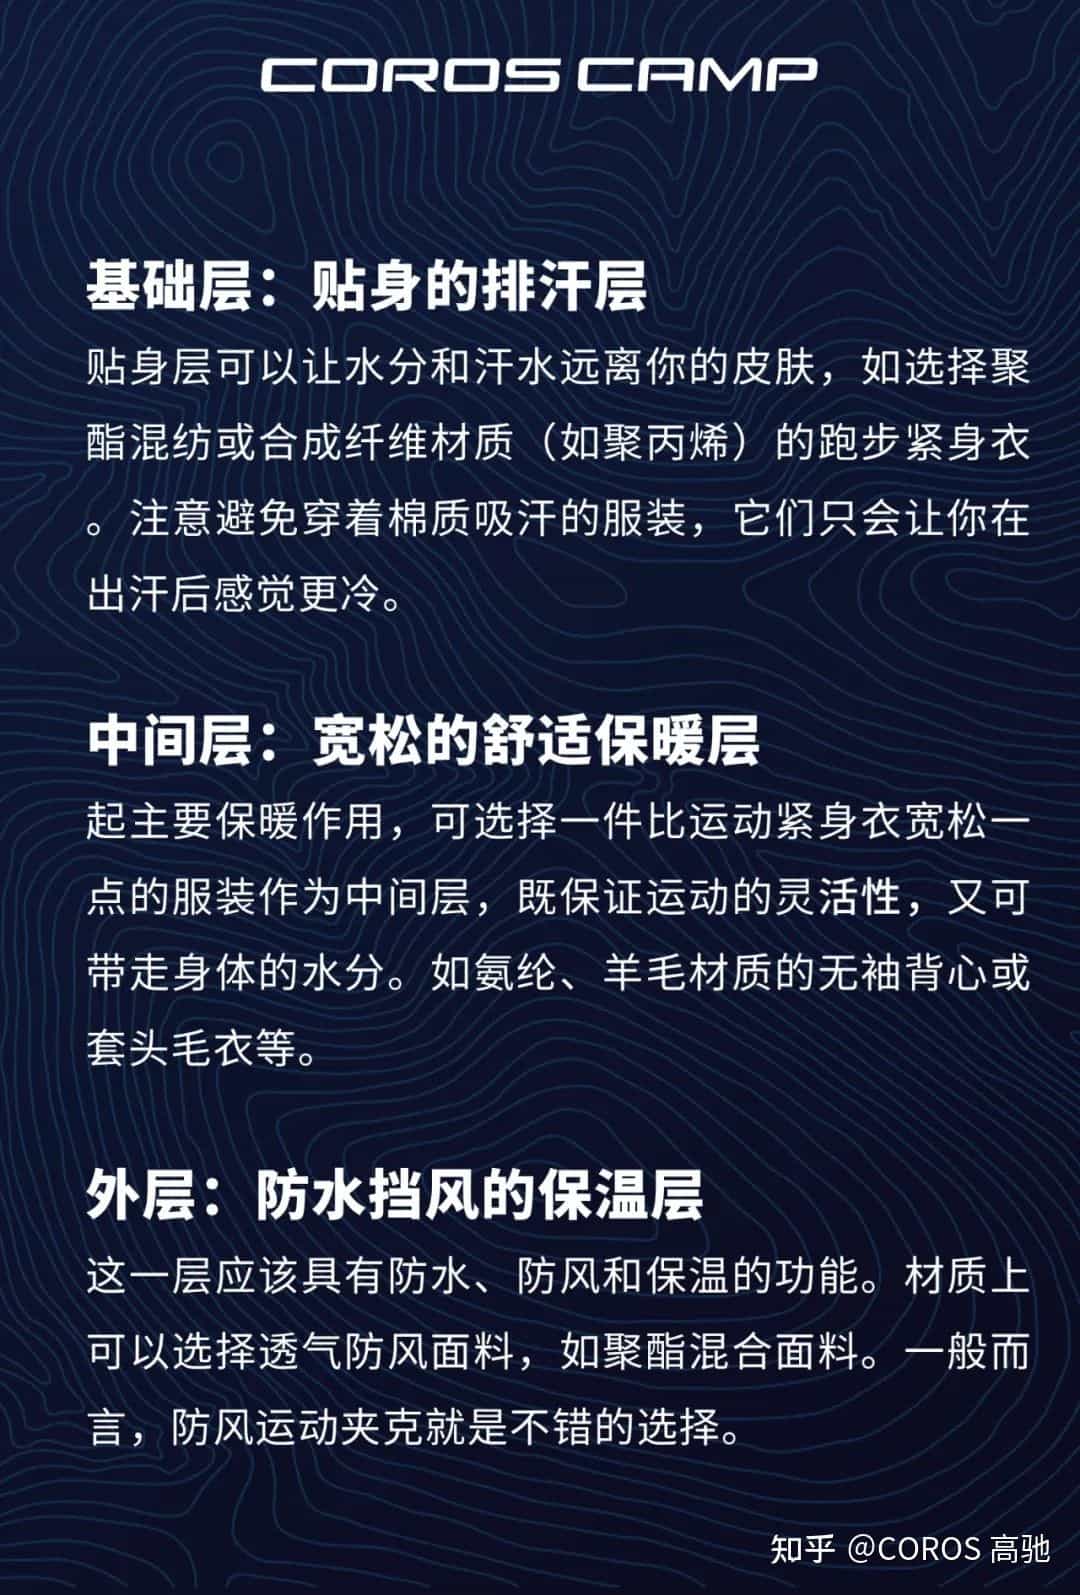 COROS CAMP
基础层：贴身的排汗层
贴身层可以让水分和汗水远离你的皮肤，如选择聚
酯混纺或合成纤维材质（如聚丙烯）的跑步紧身衣
。注意避免穿着棉质吸汗的服装，它们只会让你在
出汗后感觉更冷。
中间层：宽松的舒适保暖层
起主要保暖作用，可选择一件比运动紧身衣宽松一
点的服装作为中间层，既保证运动的灵活性，又可
带走身体的水分。如氨纶、羊毛材质的无袖背心或
套头毛衣等。
外层：防水挡风的保温层
这一层应该具有防水、防风和保温的功能。材质上
可以选择透气防风面料，如聚酯混合面料。一般而
言，防风运动夹克就是不错的选择。
知乎 @COROS 高驰